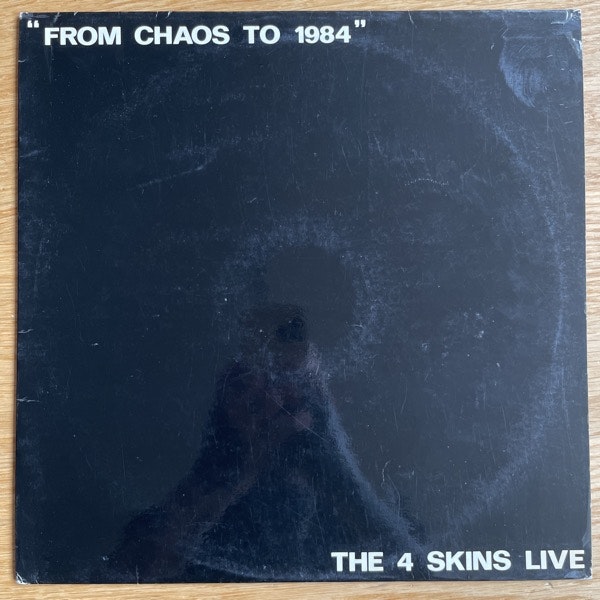 "FROM CHAOS TO 1984"
THE 4 SKINS LIVE